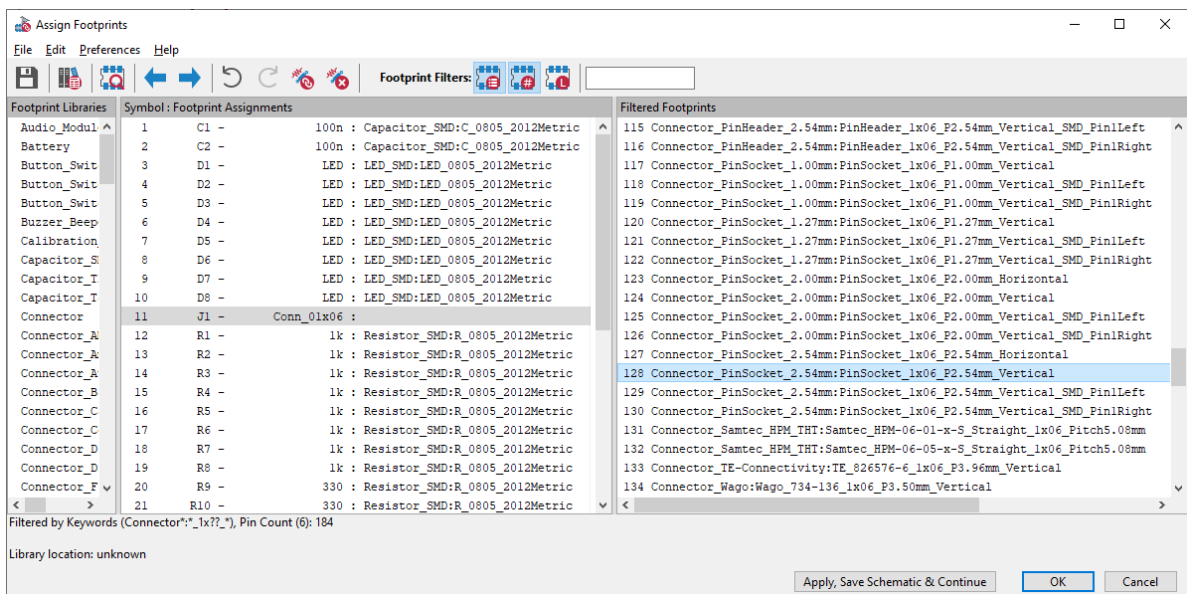 Assign Footprints
File Edit Preferences Help
Footprint Filters:
Footprint Libraries
Audio_Modul
Battery
Button_Swit
Button_Swit
Button_Swit
Buzzer_Beep
Calibration_
Capacitor_S
Capacitor_T
Capacitor_T
Connector
Connector_A
Connector_A
Connector_A
Connector_B
Connector_C
Connector_C
Connector_D
Connector_D
Connector_F
Symbol : Footprint Assignments
1 C1 - 100n : Capacitor_SMD:C_0805_2012Metric
2 C2 - 100n : Capacitor_SMD:C_0805_2012Metric
3 D1 - LED : LED_SMD:LED_0805_2012Metric
4 D2 - LED : LED_SMD:LED_0805_2012Metric
5 D3 - LED : LED_SMD:LED_0805_2012Metric
6 D4 - LED : LED_SMD:LED_0805_2012Metric
7 D5 - LED : LED_SMD:LED_0805_2012Metric
8 D6 - LED : LED_SMD:LED_0805_2012Metric
9 D7 - LED : LED_SMD:LED_0805_2012Metric
10 D8 - LED : LED_SMD:LED_0805_2012Metric
11 J1 - Conn_01x06 :
12 R1 - 1k : Resistor_SMD:R_0805_2012Metric
13 R2 - 1k : Resistor_SMD:R_0805_2012Metric
14 R3 - 1k : Resistor_SMD:R_0805_2012Metric
15 R4 - 1k : Resistor_SMD:R_0805_2012Metric
16 R5 - 1k : Resistor_SMD:R_0805_2012Metric
17 R6 - 1k : Resistor_SMD:R_0805_2012Metric
18 R7 - 1k : Resistor_SMD:R_0805_2012Metric
19 R8 - 1k : Resistor_SMD:R_0805_2012Metric
20 R9 - 330 : Resistor_SMD:R_0805_2012Metric
21 R10 - 330 : Resistor_SMD:R_0805_2012Metric
Filtered Footprints
115 Connector_PinHeader_2.54mm:PinHeader_1x06_P2.54mm_Vertical_SMD_Pin1Left
116 Connector_PinHeader_2.54mm:PinHeader_1x06_P2.54mm_Vertical_SMD_Pin1Right
117 Connector_PinSocket_1.00mm:PinSocket_1x06_P1.00mm_Vertical
118 Connector_PinSocket_1.00mm:PinSocket_1x06_P1.00mm_Vertical_SMD_Pin1Left
119 Connector_PinSocket_1.00mm:PinSocket_1x06_P1.00mm_Vertical_SMD_Pin1Right
120 Connector_PinSocket_1.27mm:PinSocket_1x06_P1.27mm_Vertical
121 Connector_PinSocket_1.27mm:PinSocket_1x06_P1.27mm_Vertical_SMD_Pin1Left
122 Connector_PinSocket_1.27mm:PinSocket_1x06_P1.27mm_Vertical_SMD_Pin1Right
123 Connector_PinSocket_2.00mm:PinSocket_1x06_P2.00mm_Horizontal
124 Connector_PinSocket_2.00mm:PinSocket_1x06_P2.00mm_Vertical
125 Connector_PinSocket_2.00mm:PinSocket_1x06_P2.00mm_Vertical_SMD_Pin1Left
126 Connector_PinSocket_2.00mm:PinSocket_1x06_P2.00mm_Vertical_SMD_Pin1Right
127 Connector_PinSocket_2.54mm:PinSocket_1x06_P2.54mm_Horizontal
128 Connector_PinSocket_2.54mm:PinSocket_1x06_P2.54mm_Vertical
129 Connector_PinSocket_2.54mm:PinSocket_1x06_P2.54mm_Vertical_SMD_Pin1Left
130 Connector_PinSocket_2.54mm:PinSocket_1x06_P2.54mm_Vertical_SMD_Pin1Right
131 Connector_Samtec_HPM_THT:Samtec_HPM-06-01-x-S_Straight_1x06_Pitch5.08mm
132 Connector_Samtec_HPM_THT:Samtec_HPM-06-05-x-S_Straight_1x06_Pitch5.08mm
133 Connector_TE-Connectivity:TE_826576-6_1x06_P3.96mm_Vertical
134 Connector_Wago:Wago_734-136_1x06_P3.50mm_Vertical
Filtered by Keywords (Connector*:*_1x??_*), Pin Count (6): 184
Library location: unknown
Apply, Save Schematic & Continue
OK
Cancel